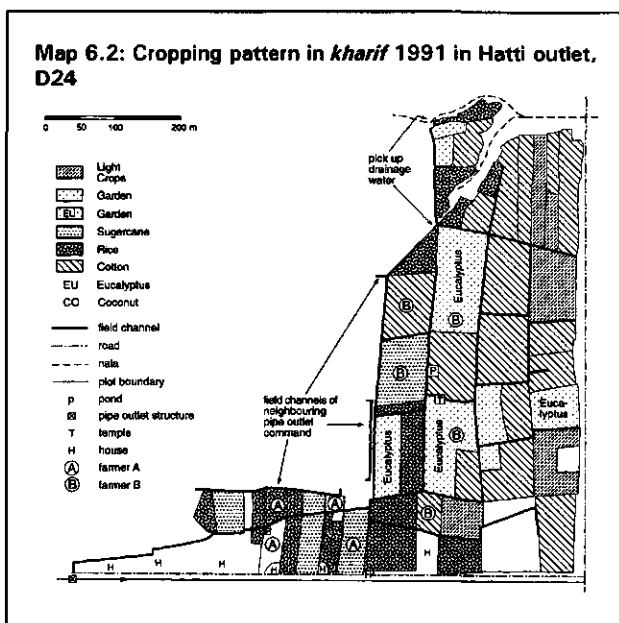 Map 6.2: Cropping pattern in kharif 1991 in Hatti outlet,
D24
0 50 100 200 m
Light
Crops
Garden
EU Garden
Sugercane
Rice
Cotton
EU Eucalyptus
CO Coconut
field channel
road
nala
plot boundary
p pond
pipe outlet structure
T temple
H house
A farmer A
B farmer B
pick up
drainage
water
Eucalyptus
B
B
B
P
field channels of
neighbouring
pipe outlet
command
T
Euca-
lyptus
Eucalyptus
Eucalyptus
B
A
A
B
A
A
H
H
H
H
H
H
H